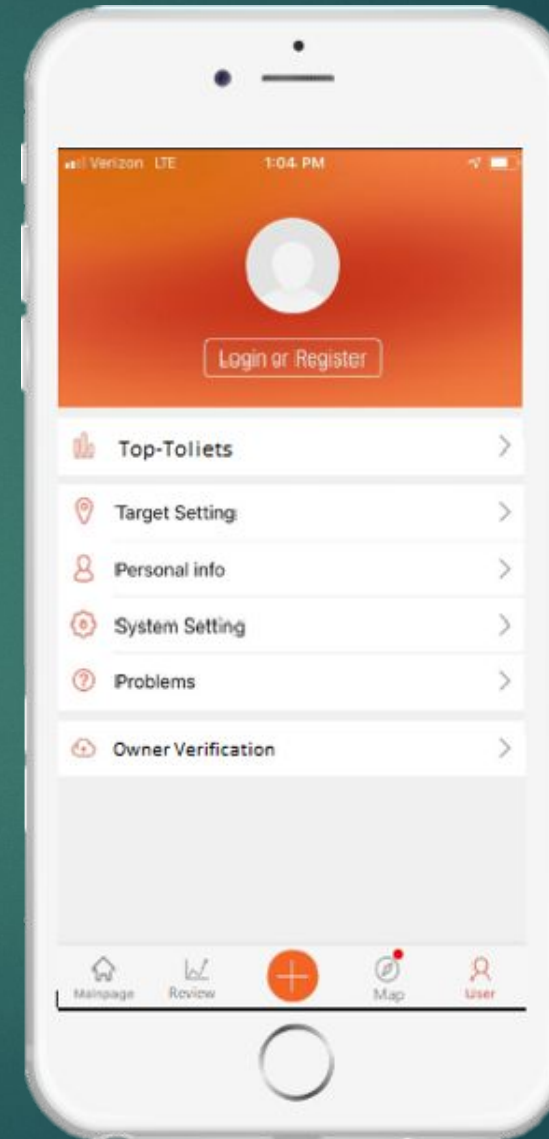 Verizon LTE 1:04 PM
Login or Register
Top-Toliets
Target Setting
Personal info
System Setting
Problems
Owner Verification
Mainpage Review Map User